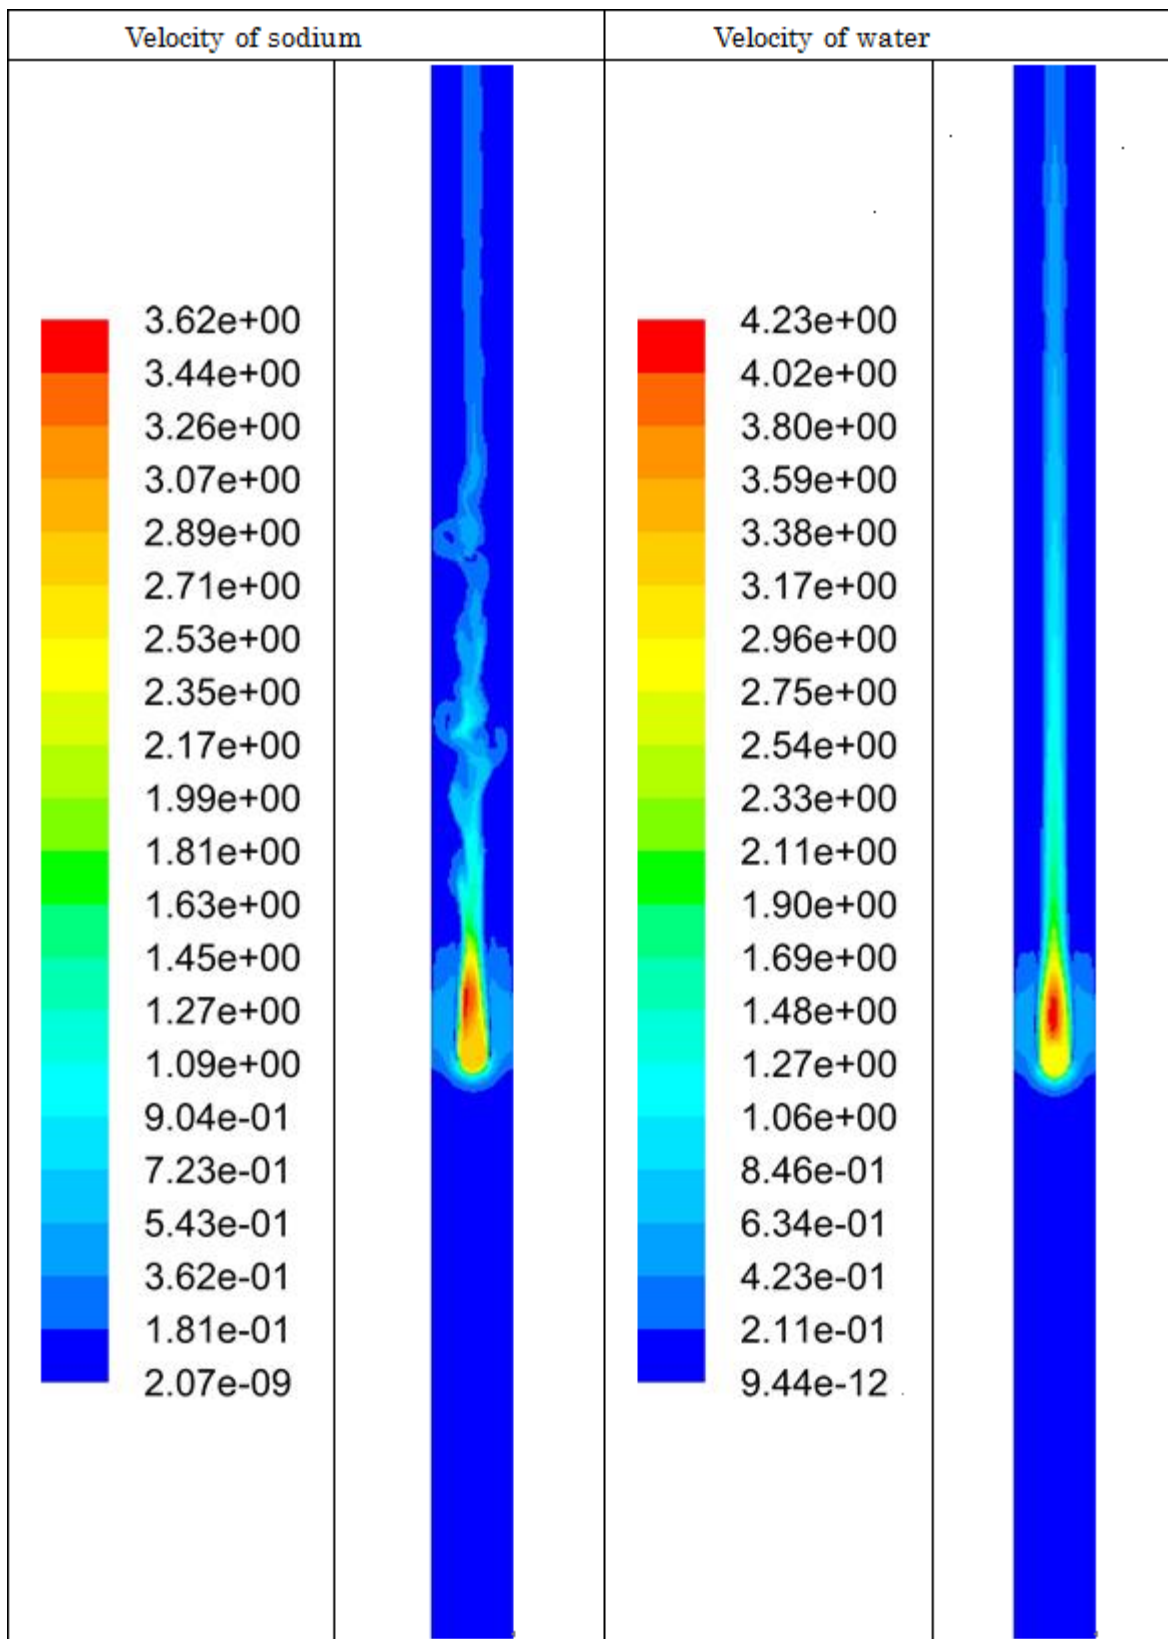 Velocity of sodium
Velocity of water
3.62e+00
3.44e+00
3.26e+00
3.07e+00
2.89e+00
2.71e+00
2.53e+00
2.35e+00
2.17e+00
1.99e+00
1.81e+00
1.63e+00
1.45e+00
1.27e+00
1.09e+00
9.04e-01
7.23e-01
5.43e-01
3.62e-01
1.81e-01
2.07e-09
4.23e+00
4.02e+00
3.80e+00
3.59e+00
3.38e+00
3.17e+00
2.96e+00
2.75e+00
2.54e+00
2.33e+00
2.11e+00
1.90e+00
1.69e+00
1.48e+00
1.27e+00
1.06e+00
8.46e-01
6.34e-01
4.23e-01
2.11e-01
9.44e-12